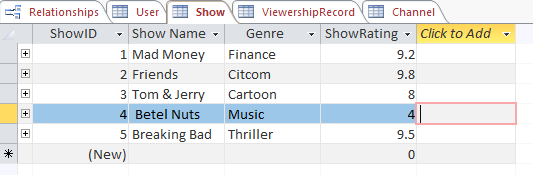 Relationships User Show ViewershipRecord Channel
ShowID Show Name Genre ShowRating Click to Add
1 Mad Money Finance 9.2
2 Friends Citcom 9.8
3 Tom & Jerry Cartoon 8
4 Betel Nuts Music 4
5 Breaking Bad Thriller 9.5
(New) 0